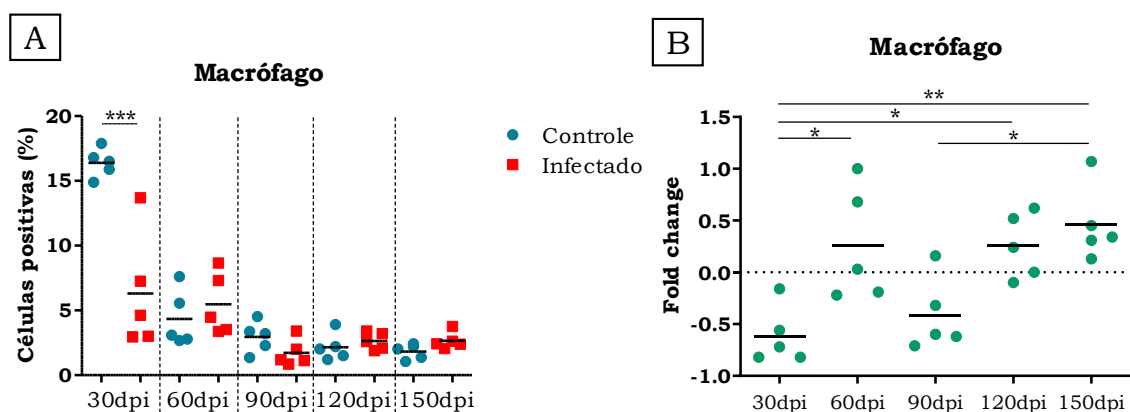 A
Macrófago
Células positivas (%)
20
15
10
5
0
***
30dpi 60dpi 90dpi 120dpi 150dpi
Controle
Infectado
B
Macrófago
Fold change
1.5
1.0
0.5
0.0
-0.5
-1.0
**
*
*
*
30dpi 60dpi 90dpi 120dpi 150dpi